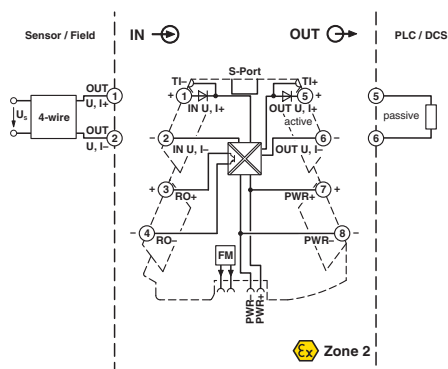 Sensor / Field
IN
OUT
PLC / DCS
OUT
U, I+
1
US
4-wire
OUT
U, I–
2
TI–
S-Port
TI+
+
1
IN U, I+
OUT U, I+
active
5
+
–
2
IN U, I–
OUT U, I–
6
–
+
3
RO+
PWR+
7
+
–
4
RO–
PWR–
8
–
FM
PWR–
PWR+
5
passive
6
Ex
Zone 2